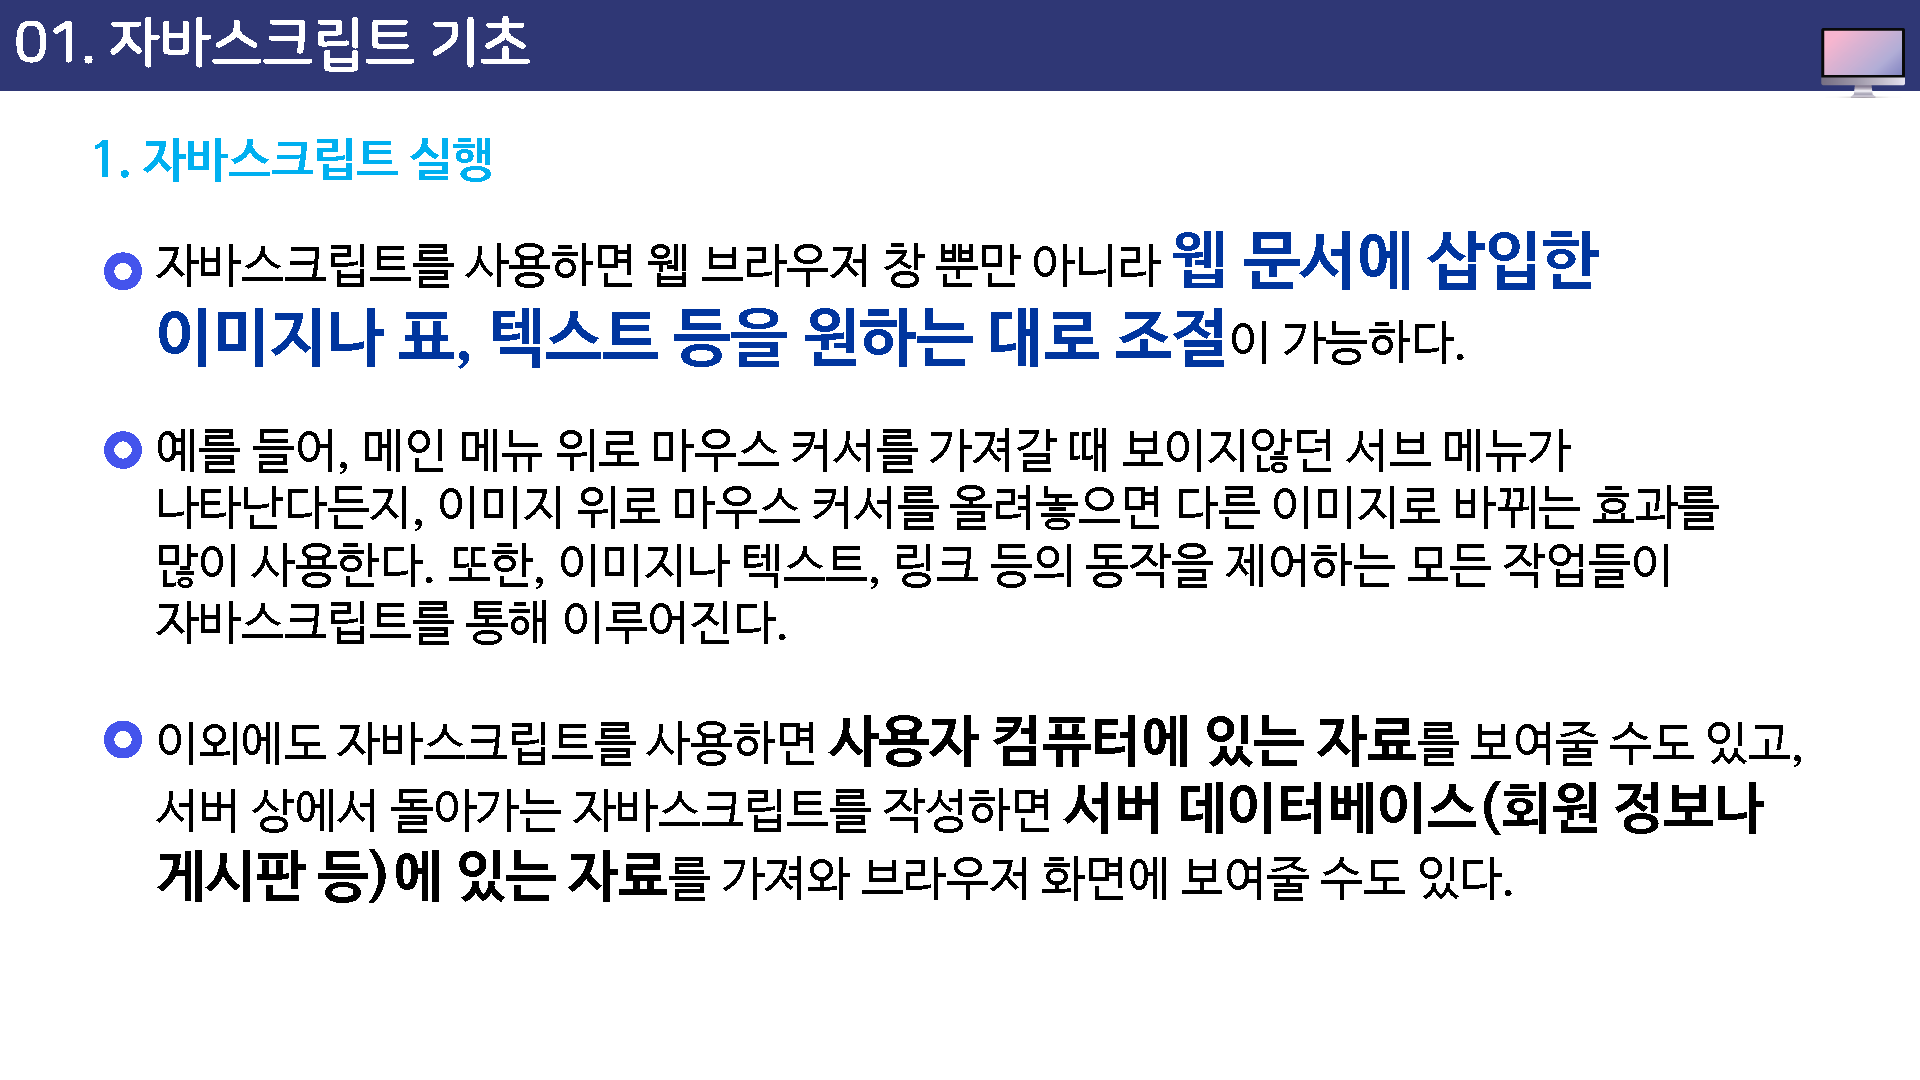 01. 자바스크립트 기초
1. 자바스크립트 실행
자바스크립트를 사용하면 웹 브라우저 창 뿐만 아니라 웹 문서에 삽입한
이미지나 표, 텍스트 등을 원하는 대로 조절이 가능하다.
예를 들어, 메인 메뉴 위로 마우스 커서를 가져갈 때 보이지않던 서브 메뉴가
나타난다든지, 이미지 위로 마우스 커서를 올려놓으면 다른 이미지로 바뀌는 효과를
많이 사용한다. 또한, 이미지나 텍스트, 링크 등의 동작을 제어하는 모든 작업들이
자바스크립트를 통해 이루어진다.
이외에도 자바스크립트를 사용하면 사용자 컴퓨터에 있는 자료를 보여줄 수도 있고,
서버 상에서 돌아가는 자바스크립트를 작성하면 서버 데이터베이스(회원 정보나
게시판 등)에 있는 자료를 가져와 브라우저 화면에 보여줄 수도 있다.